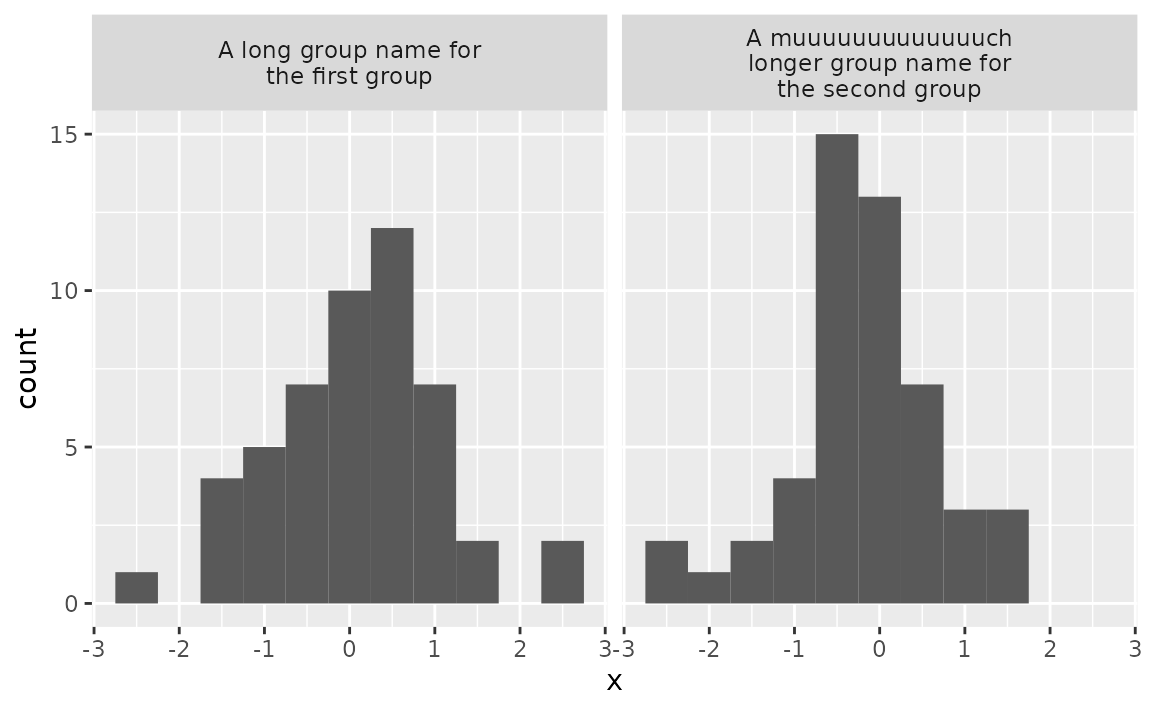 A long group name for
the first group
A muuuuuuuuuuuuuch
longer group name for
the second group
15
10
5
0
count
-3 -2 -1 0 1 2 3
-3 -2 -1 0 1 2 3
x